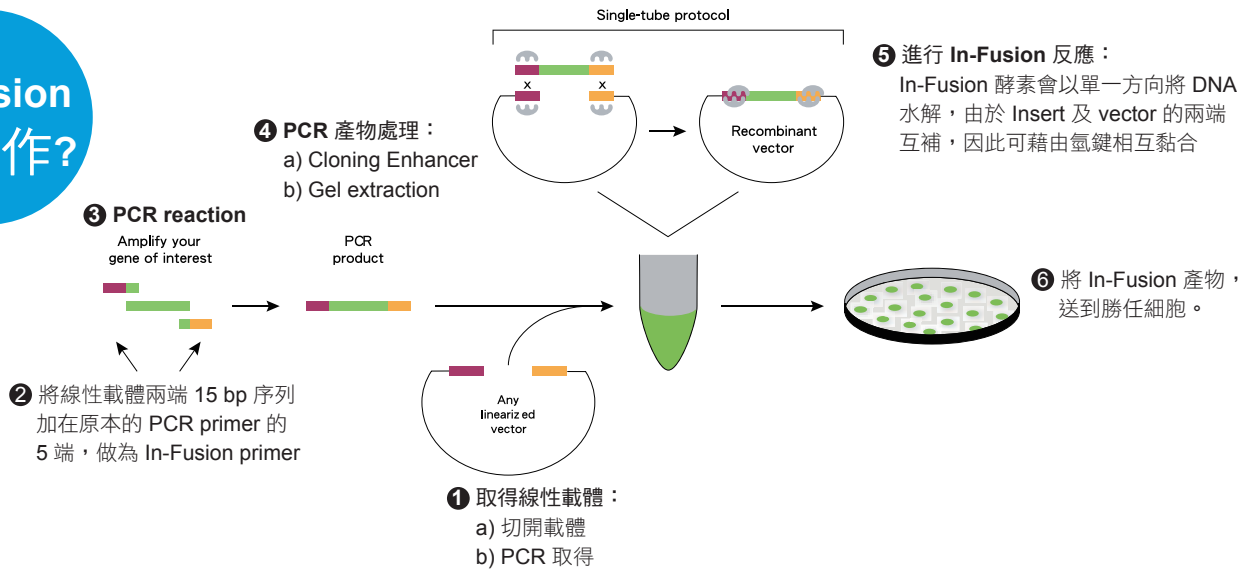 sion
作?
Single-tube protocol
❺ 進行 In-Fusion 反應：
In-Fusion 酵素會以單一方向將 DNA
水解，由於 Insert 及 vector 的兩端
互補，因此可藉由氫鍵相互黏合
x
x
Recombinant
vector
❹ PCR 產物處理：
a) Cloning Enhancer
b) Gel extraction
❸ PCR reaction
Amplify your
gene of interest
PCR
product
❻ 將 In-Fusion 產物，
送到勝任細胞。
❷ 將線性載體兩端 15 bp 序列
加在原本的 PCR primer 的
5 端，做為 In-Fusion primer
Any
linearized
vector
❶ 取得線性載體：
a) 切開載體
b) PCR 取得